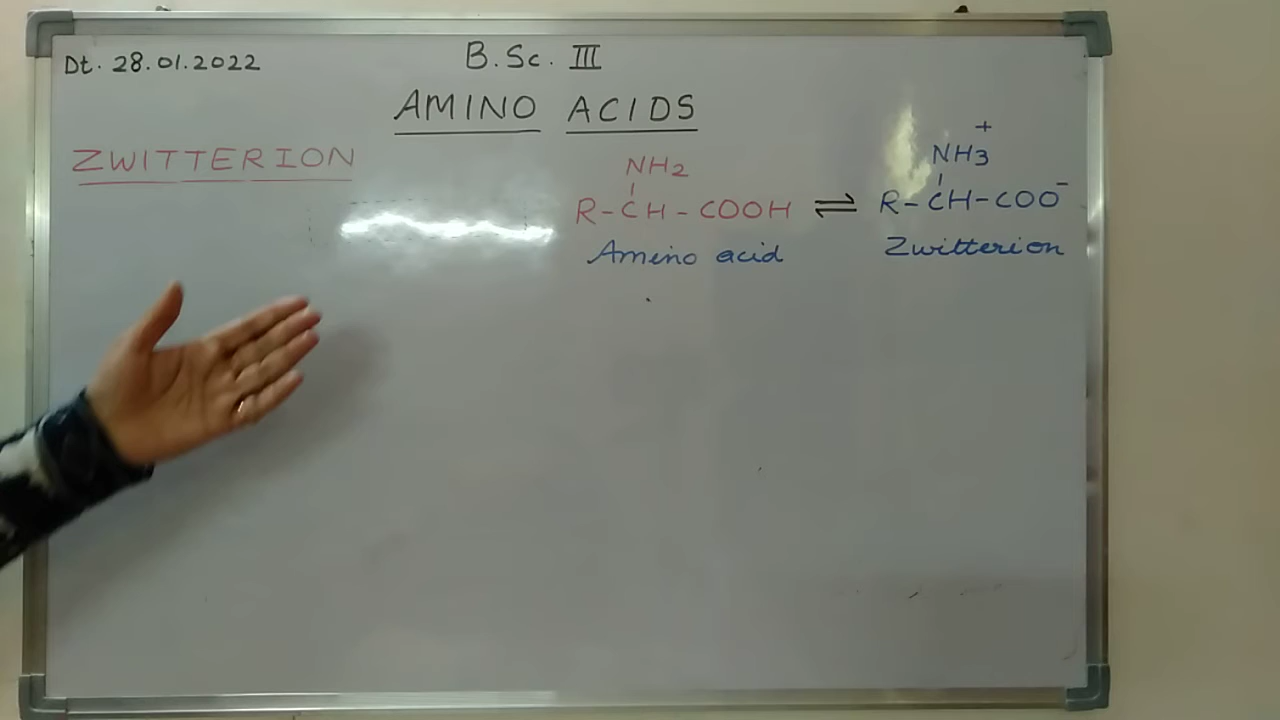 Dt. 28.01.2022
B.Sc. III
AMINO ACIDS
ZWITTERION
NH2
R-CH-COOH ⇌
Amino acid
+
NH3
R-CH-COO-
Zwitterion